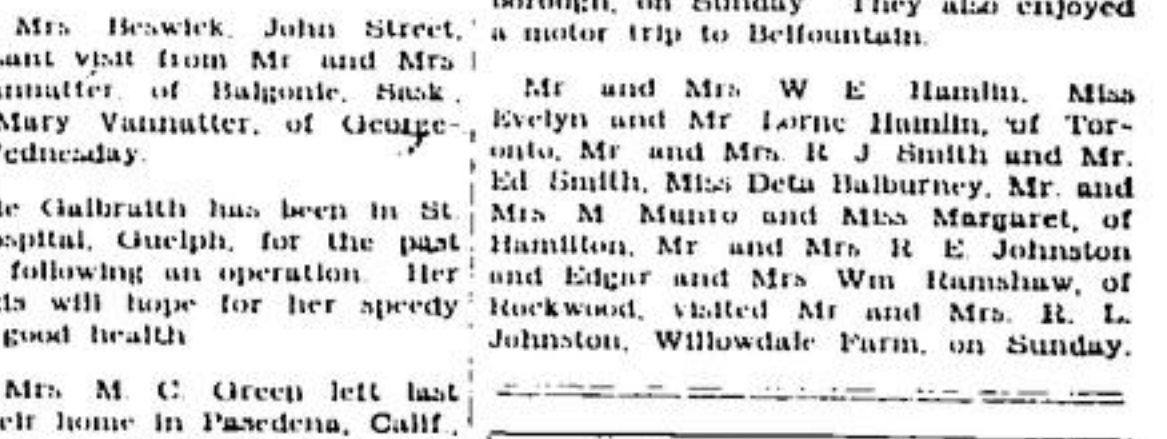 Mrs. Beswick, John Street,
ant visit from Mr and Mrs
nnatter, of Balgonie, Sask.,
Mary Vannatter, of George-
ednesday.
e Galbraith has been in St.
spital, Guelph, for the past
following an operation. Her
ds will hope for her speedy
good health
Mrs. M. C. Green left last
eir home in Pasedena, Calif.,
borough, on Sunday They also enjoyed
a motor trip to Belfountain.
Mr and Mrs W E Hamlin, Miss
Evelyn and Mr Lorne Hamlin, of Tor-
onto, Mr and Mrs. R J Smith and Mr.
Ed Smith, Miss Deta Balburney, Mr. and
Mrs M Munro and Miss Margaret, of
Hamilton, Mr and Mrs R E Johnston
and Edgar and Mrs Wm Ramshaw, of
Rockwood, visited Mr and Mrs. R. L.
Johnston, Willowdale Farm, on Sunday.